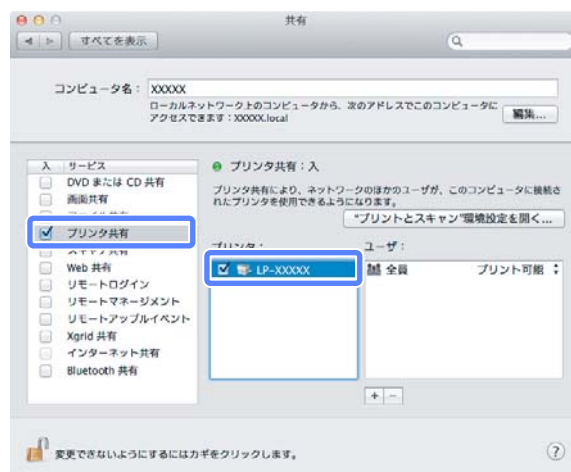 共有
すべてを表示
コンピュータ名： XXXXX
ローカルネットワーク上のコンピュータから、次のアドレスでこのコンピュータに
アクセスできます：XXXXX.local
編集...
入 サービス
DVD または CD 共有
画面共有
プリンタ共有
Web 共有
リモートログイン
リモートマネージメント
リモートアップルイベント
Xgrid 共有
インターネット共有
Bluetooth 共有
プリンタ共有：入
プリンタ共有により、ネットワークのほかのユーザが、このコンピュータに接続さ
れたプリンタを使用できるようになります。
"プリントとスキャン"環境設定を開く...
プリンタ：
LP-XXXXX
ユーザ：
全員 プリント可能
+ −
変更できないようにするにはカギをクリックします。
?